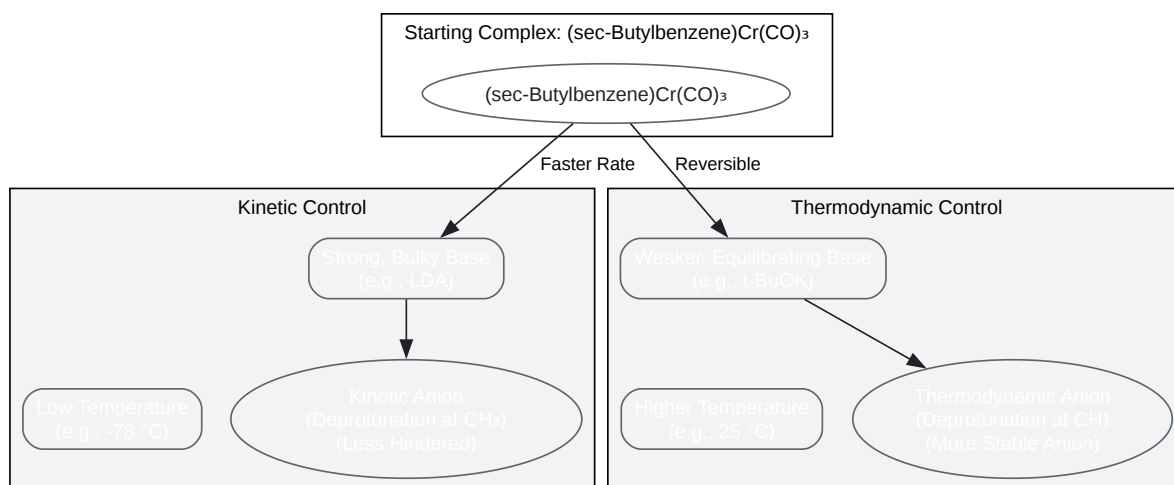 Starting Complex: (sec-Butylbenzene)Cr(CO)₃
(sec-Butylbenzene)Cr(CO)₃
Faster Rate
Reversible
Kinetic Control
Strong, Bulky Base
(e.g., LDA)
Low Temperature
(e.g., -78 °C)
Kinetic Anion
(Deprotonation at CH₃)
(Less Hindered)
Thermodynamic Control
Weaker, Equilibrating Base
(e.g., t-BuOK)
Higher Temperature
(e.g., 25 °C)
Thermodynamic Anion
(Deprotonation at CH)
(More Stable Anion)